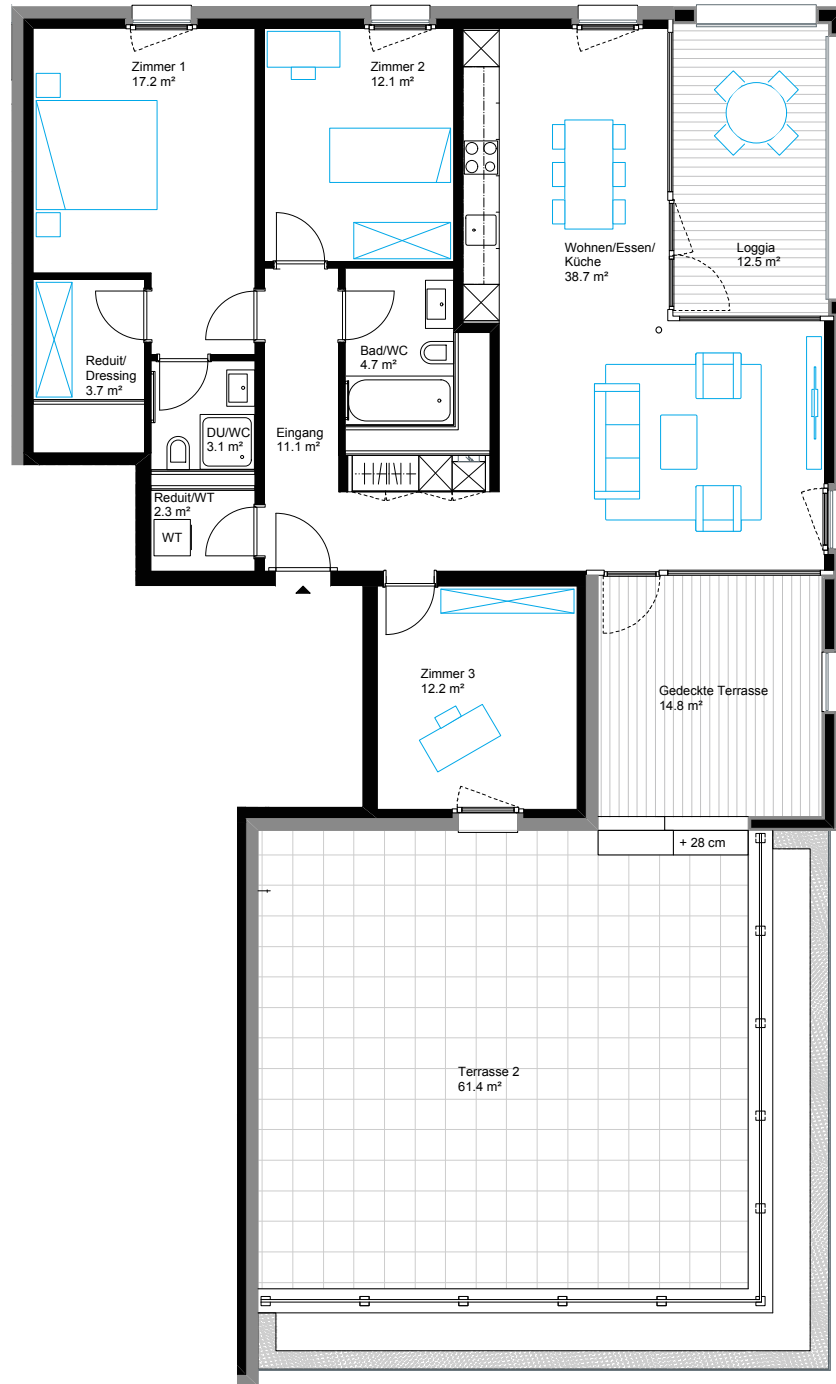 Zimmer 1
17.2 m²
Zimmer 2
12.1 m²
Wohnen/Essen/
Küche
38.7 m²
Loggia
12.5 m²
Reduit/
Dressing
3.7 m²
Bad/WC
4.7 m²
DU/WC
3.1 m²
Eingang
11.1 m²
Reduit/WT
2.3 m²
WT
Zimmer 3
12.2 m²
Gedeckte Terrasse
14.8 m²
+ 28 cm
Terrasse 2
61.4 m²